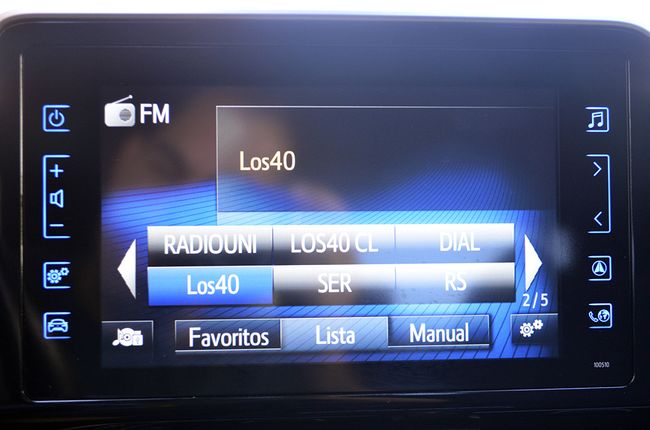 FM
Los40
RADIOUNI LOS40 CL DIAL
Los40 SER RS
2/5
Favoritos Lista Manual
100510